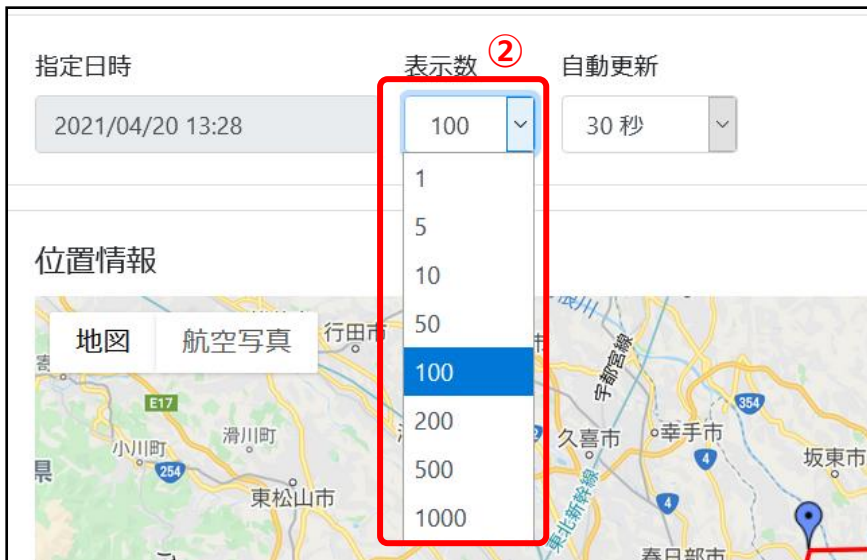 指定日時
表示数
②
自動更新
2021/04/20 13:28
100
30 秒
1
5
10
50
100
200
500
1000
位置情報
地図
航空写真
行田市
宇都宮線
E17
354
小川町
滑川町
254
久喜市
幸手市
4
坂東市
県
東松山市
4
東北新幹線
春日部市